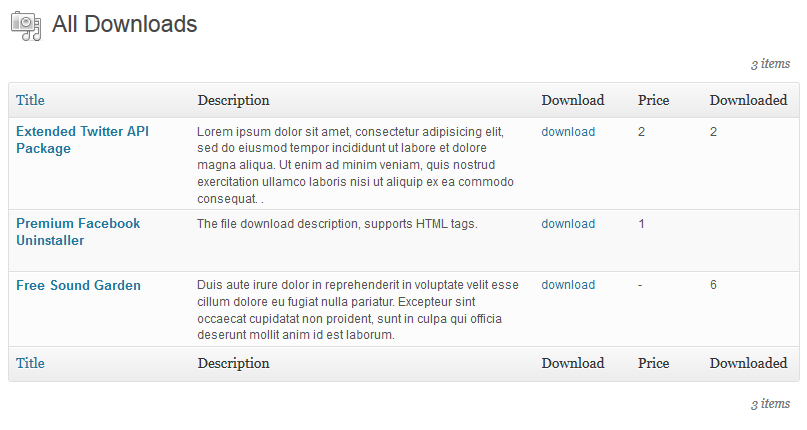 All Downloads
3 items
Title Description Download Price Downloaded
Extended Twitter API Lorem ipsum dolor sit amet, consectetur adipisicing elit, download 2 2
Package sed do eiusmod tempor incididunt ut labore et dolore
magna aliqua. Ut enim ad minim veniam, quis nostrud
exercitation ullamco laboris nisi ut aliquip ex ea commodo
consequat. .
Premium Facebook The file download description, supports HTML tags. download 1
Uninstaller
Free Sound Garden Duis aute irure dolor in reprehenderit in voluptate velit esse download - 6
cillum dolore eu fugiat nulla pariatur. Excepteur sint
occaecat cupidatat non proident, sunt in culpa qui officia
deserunt mollit anim id est laborum.
Title Description Download Price Downloaded
3 items